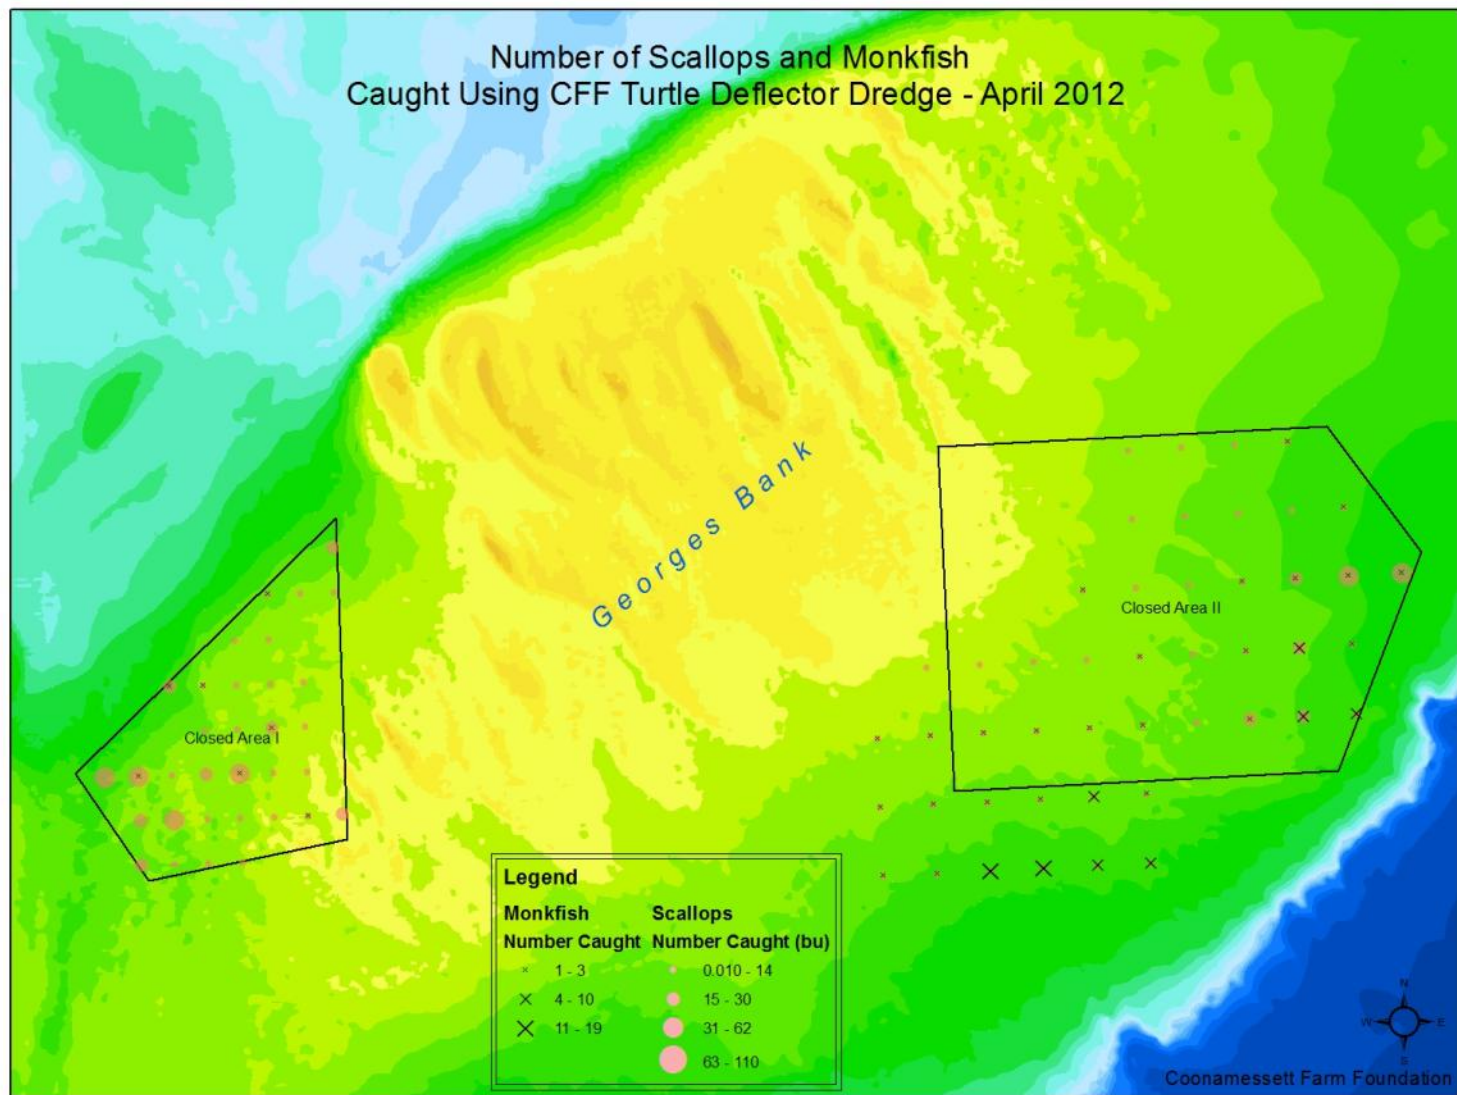 Number of Scallops and Monkfish
Caught Using CFF Turtle Deflector Dredge - April 2012
Georges Bank
Closed Area II
Closed Area I
Legend
Monkfish Scallops
Number Caught Number Caught (bu)
1 - 3 0.010 - 14
4 - 10 15 - 30
11 - 19 31 - 62
63 - 110
N
W E
S
Coonamessett Farm Foundation